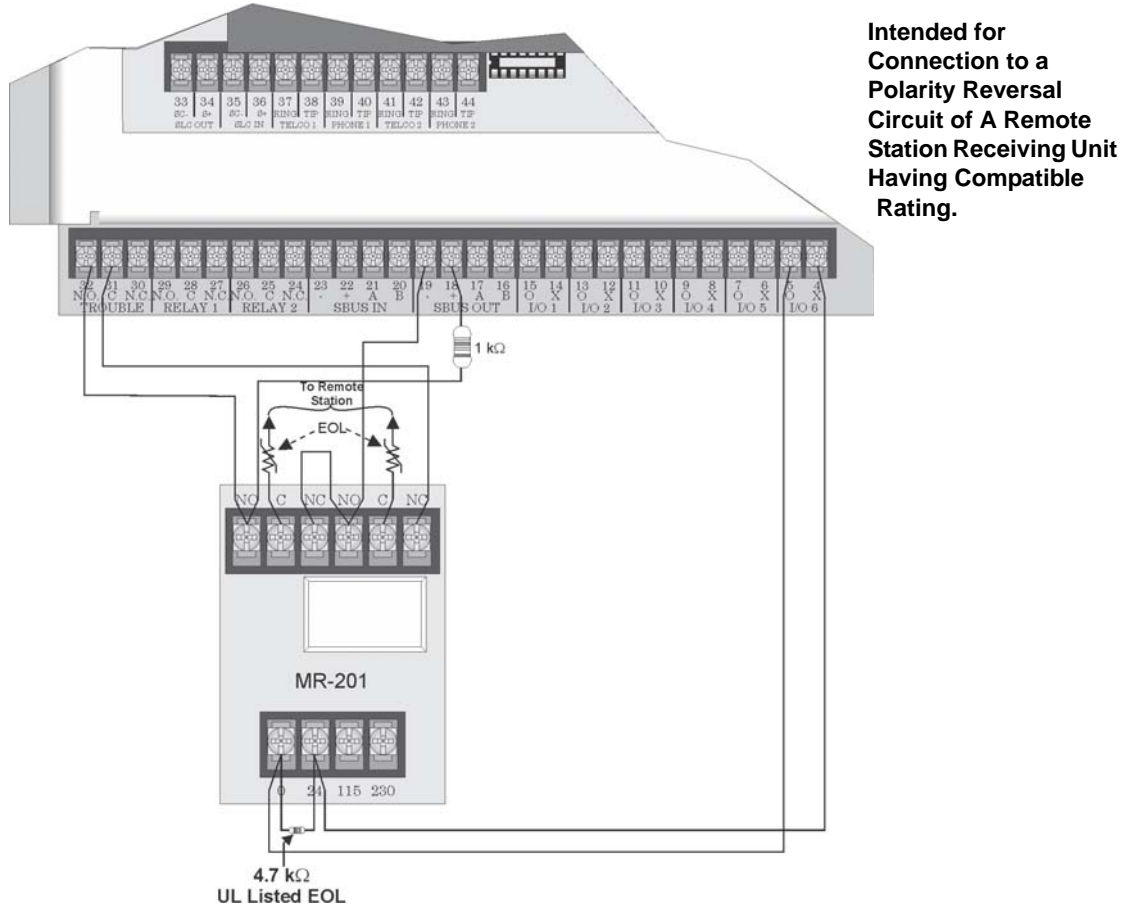 Intended for
Connection to a
Polarity Reversal
Circuit of A Remote
Station Receiving Unit
Having Compatible
Rating.
33 34 35 36 37 38 39 40 41 42 43 44
SC- S+ SC- S+ RING TIP RING TIP RING TIP RING TIP
SLC OUT SLC IN TELCO 1 PHONE 1 TELCO 2 PHONE 2
32 31 30 29 28 27 26 25 24 23 22 21 20 19 18 17 16 15 14 13 12 11 10 9 8 7 6 5 4
N.O. C N.C. N.O. C N.C. N.O. C N.C. - + A B - + A B O X O X O X O X O X O X
TROUBLE RELAY 1 RELAY 2 SBUS IN SBUS OUT I/O 1 I/O 2 I/O 3 I/O 4 I/O 5 I/O 6
1 kΩ
To Remote
Station
EOL
NO C NC NO C NC
MR-201
0 24 115 230
4.7 kΩ
UL Listed EOL